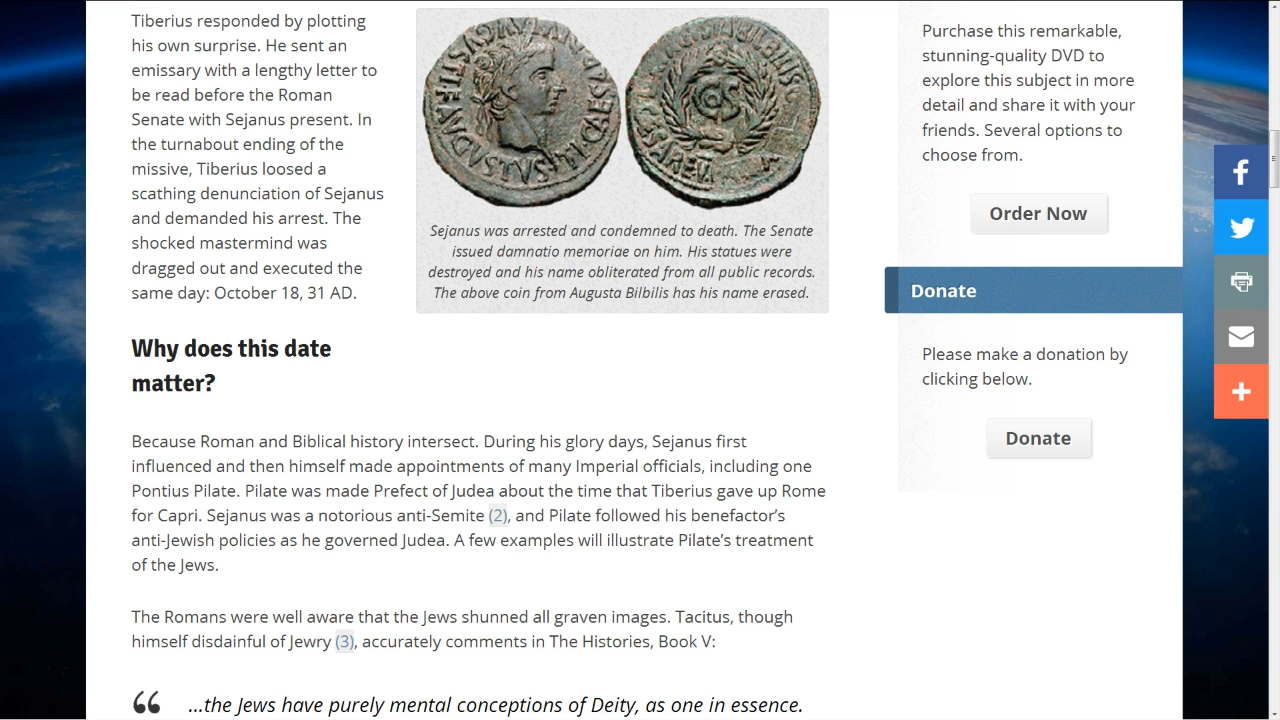 Tiberius responded by plotting
his own surprise. He sent an
emissary with a lengthy letter to
be read before the Roman
Senate with Sejanus present. In
the turnabout ending of the
missive, Tiberius loosed a
scathing denunciation of Sejanus
and demanded his arrest. The
shocked mastermind was
dragged out and executed the
same day: October 18, 31 AD.
Sejanus was arrested and condemned to death. The Senate
issued damnatio memoriae on him. His statues were
destroyed and his name obliterated from all public records.
The above coin from Augusta Bilbilis has his name erased.
Why does this date
matter?
Because Roman and Biblical history intersect. During his glory days, Sejanus first
influenced and then himself made appointments of many Imperial officials, including one
Pontius Pilate. Pilate was made Prefect of Judea about the time that Tiberius gave up Rome
for Capri. Sejanus was a notorious anti-Semite (2), and Pilate followed his benefactor’s
anti-Jewish policies as he governed Judea. A few examples will illustrate Pilate’s treatment
of the Jews.
The Romans were well aware that the Jews shunned all graven images. Tacitus, though
himself disdainful of Jewry (3), accurately comments in The Histories, Book V:
“ …the Jews have purely mental conceptions of Deity, as one in essence.
Purchase this remarkable,
stunning-quality DVD to
explore this subject in more
detail and share it with your
friends. Several options to
choose from.
Order Now
Donate
Please make a donation by
clicking below.
Donate